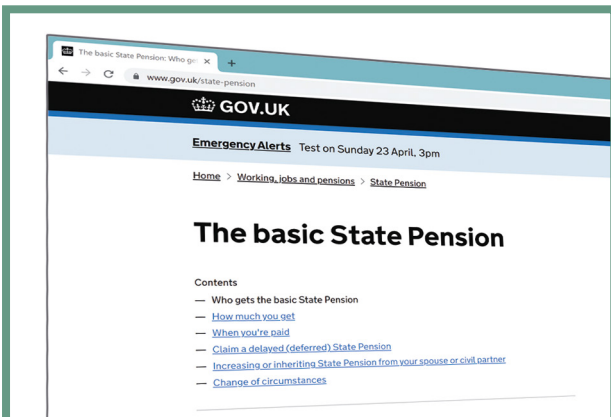 The basic State Pension: Who ge
www.gov.uk/state-pension
GOV.UK
Emergency Alerts Test on Sunday 23 April, 3pm
Home > Working, jobs and pensions > State Pension
The basic State Pension
Contents
— Who gets the basic State Pension
— How much you get
— When you're paid
— Claim a delayed (deferred) State Pension
— Increasing or inheriting State Pension from your spouse or civil partner
— Change of circumstances